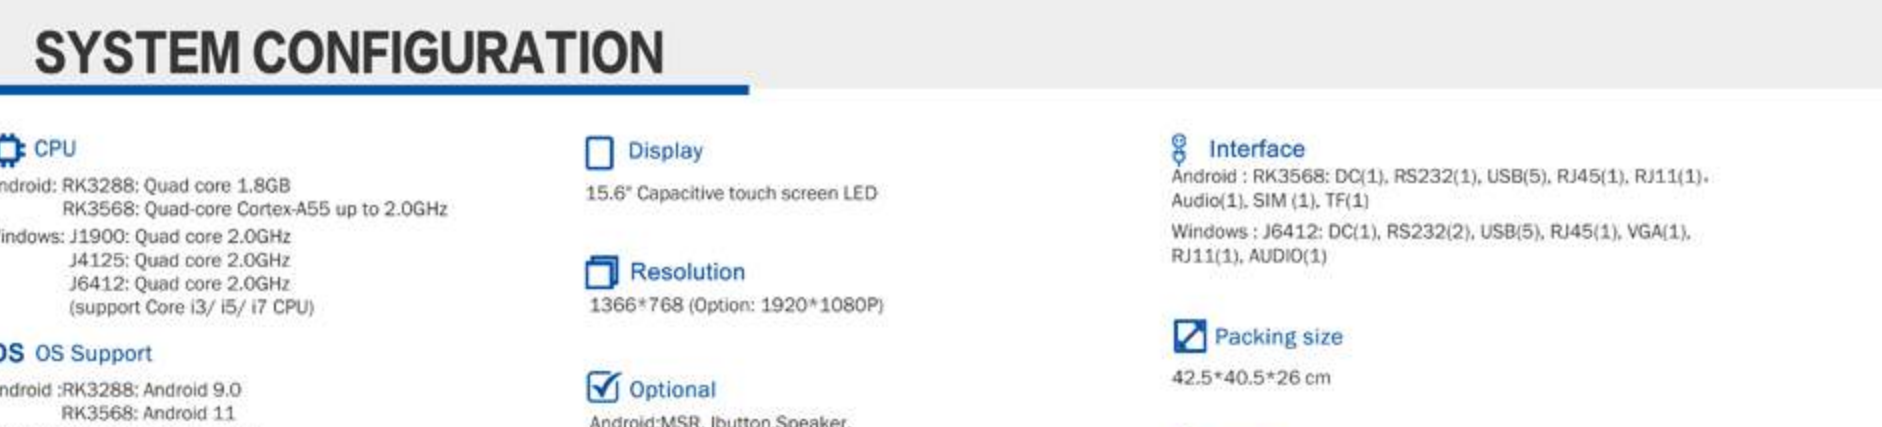 SYSTEM CONFIGURATION
CPU
ndroid: RK3288: Quad core 1.8GB
RK3568: Quad-core Cortex-A55 up to 2.0GHz
indows: J1900: Quad core 2.0GHz
J4125: Quad core 2.0GHz
J6412: Quad core 2.0GHz
(support Core i3/ i5/ i7 CPU)
OS OS Support
ndroid :RK3288: Android 9.0
RK3568: Android 11
Display
15.6" Capacitive touch screen LED
Resolution
1366*768 (Option: 1920*1080P)
Optional
Android:MSR, Ibutton Speaker,
Interface
Android : RK3568: DC(1), RS232(1), USB(5), RJ45(1), RJ11(1),
Audio(1), SIM (1), TF(1)
Windows : J6412: DC(1), RS232(2), USB(5), RJ45(1), VGA(1),
RJ11(1), AUDIO(1)
Packing size
42.5*40.5*26 cm